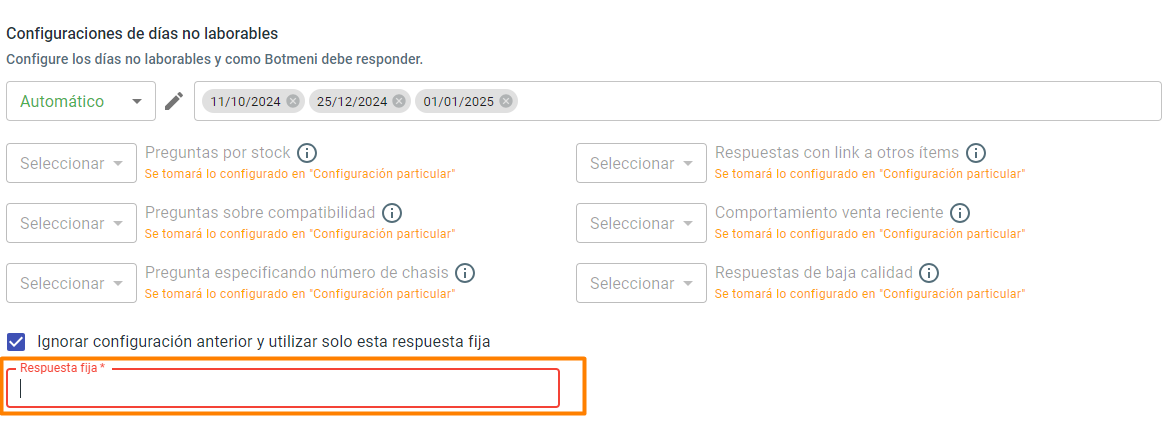 Configuraciones de días no laborables
Configure los días no laborables y como Botmeni debe responder.
Automático
11/10/2024 25/12/2024 01/01/2025
Seleccionar Preguntas por stock
Se tomará lo configurado en "Configuración particular"
Seleccionar Respuestas con link a otros ítems
Se tomará lo configurado en "Configuración particular"
Seleccionar Preguntas sobre compatibilidad
Se tomará lo configurado en "Configuración particular"
Seleccionar Comportamiento venta reciente
Se tomará lo configurado en "Configuración particular"
Seleccionar Pregunta especificando número de chasis
Se tomará lo configurado en "Configuración particular"
Seleccionar Respuestas de baja calidad
Se tomará lo configurado en "Configuración particular"
Ignorar configuración anterior y utilizar solo esta respuesta fija
Respuesta fija *